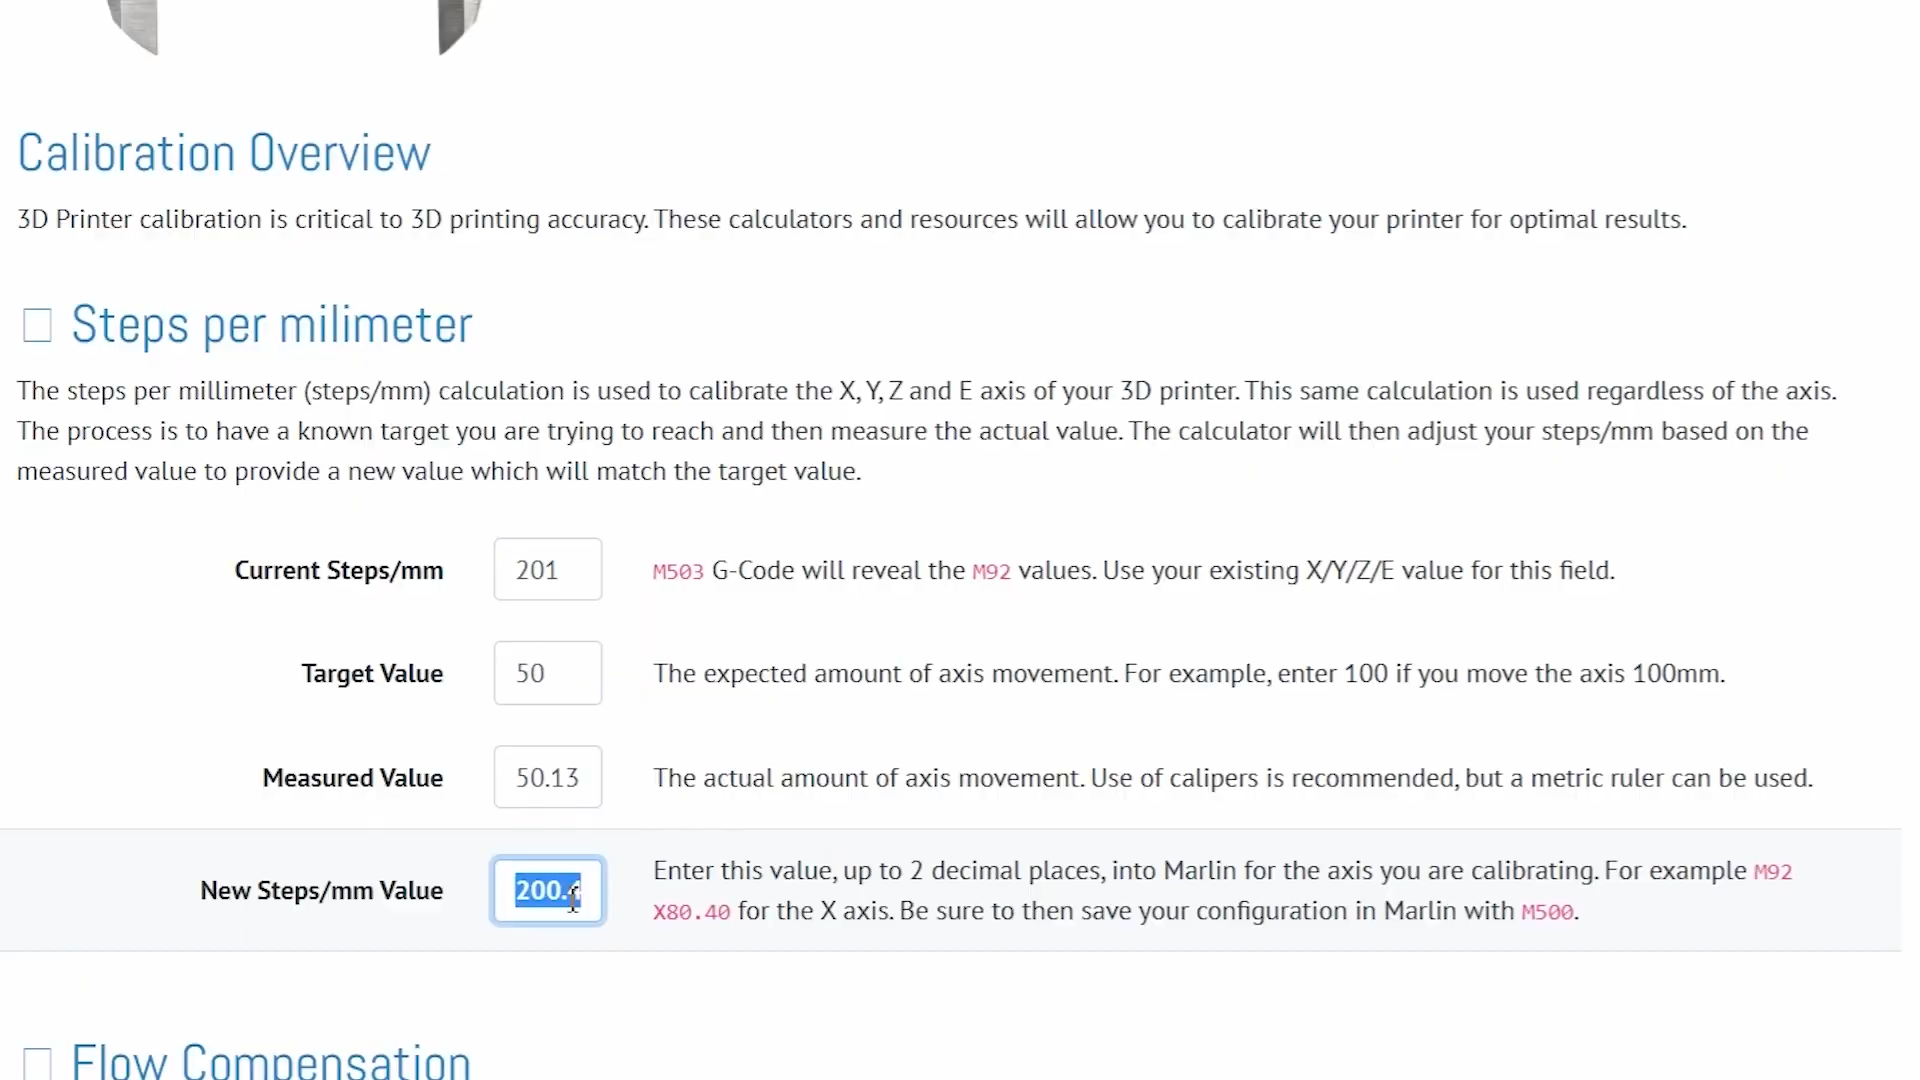 Calibration Overview
3D Printer calibration is critical to 3D printing accuracy. These calculators and resources will allow you to calibrate your printer for optimal results.
Steps per milimeter
The steps per millimeter (steps/mm) calculation is used to calibrate the X, Y, Z and E axis of your 3D printer. This same calculation is used regardless of the axis.
The process is to have a known target you are trying to reach and then measure the actual value. The calculator will then adjust your steps/mm based on the
measured value to provide a new value which will match the target value.
Current Steps/mm 201 M503 G-Code will reveal the M92 values. Use your existing X/Y/Z/E value for this field.
Target Value 50 The expected amount of axis movement. For example, enter 100 if you move the axis 100mm.
Measured Value 50.13 The actual amount of axis movement. Use of calipers is recommended, but a metric ruler can be used.
Enter this value, up to 2 decimal places, into Marlin for the axis you are calibrating. For example M92
New Steps/mm Value
X80.40 for the X axis. Be sure to then save your configuration in Marlin with M500.
Flow Compensation